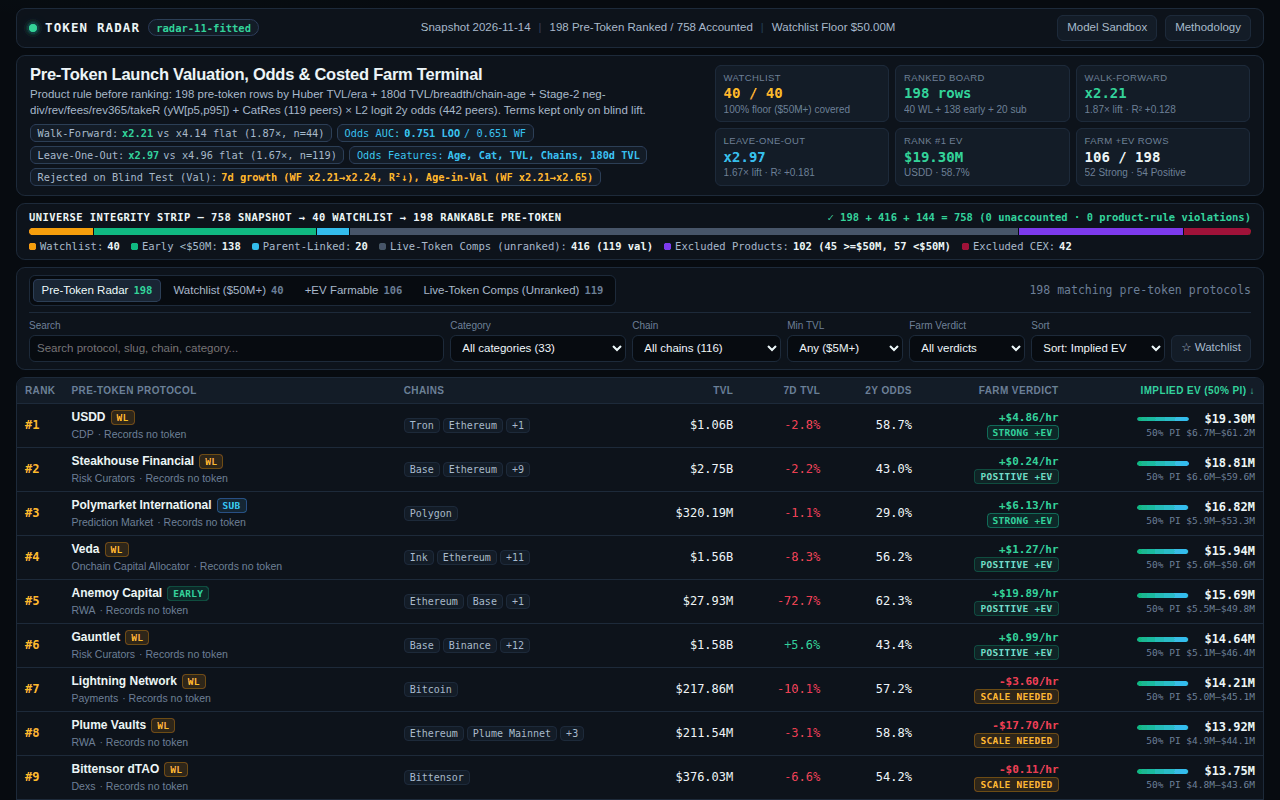 TOKEN RADAR radar-11-fitted Snapshot 2026-11-14 | 198 Pre-Token Ranked / 758 Accounted | Watchlist Floor $50.00M Model Sandbox Methodology
Pre-Token Launch Valuation, Odds & Costed Farm Terminal
Product rule before ranking: 198 pre-token rows by Huber TVL/era + 180d TVL/breadth/chain-age + Stage-2 neg-
div/rev/fees/rev365/takeR (yW[p5,p95]) + CatRes (119 peers) × L2 logit 2y odds (442 peers). Terms kept only on blind lift.
Walk-Forward: x2.21 vs x4.14 flat (1.87×, n=44) Odds AUC: 0.751 LOO / 0.651 WF
Leave-One-Out: x2.97 vs x4.96 flat (1.67×, n=119) Odds Features: Age, Cat, TVL, Chains, 180d TVL
Rejected on Blind Test (Val): 7d growth (WF x2.21→x2.24, R²↓), Age-in-Val (WF x2.21→x2.65)
WATCHLIST
40 / 40
100% floor ($50M+) covered
RANKED BOARD
198 rows
40 WL + 138 early + 20 sub
WALK-FORWARD
x2.21
1.87× lift · R² +0.128
LEAVE-ONE-OUT
x2.97
1.67× lift · R² +0.181
RANK #1 EV
$19.30M
USDD · 58.7%
FARM +EV ROWS
106 / 198
52 Strong · 54 Positive
UNIVERSE INTEGRITY STRIP — 758 SNAPSHOT → 40 WATCHLIST → 198 RANKABLE PRE-TOKEN ✓ 198 + 416 + 144 = 758 (0 unaccounted · 0 product-rule violations)
Watchlist: 40 Early <$50M: 138 Parent-Linked: 20 Live-Token Comps (unranked): 416 (119 val) Excluded Products: 102 (45 >=$50M, 57 <$50M) Excluded CEX: 42
Pre-Token Radar 198 Watchlist ($50M+) 40 +EV Farmable 106 Live-Token Comps (Unranked) 119 198 matching pre-token protocols
Search Category Chain Min TVL Farm Verdict Sort
Search protocol, slug, chain, category... All categories (33) All chains (116) Any ($5M+) All verdicts Sort: Implied EV ☆ Watchlist
RANK PRE-TOKEN PROTOCOL CHAINS TVL 7D TVL 2Y ODDS FARM VERDICT IMPLIED EV (50% PI) ↓
#1 USDD WL Tron Ethereum +1 $1.06B -2.8% 58.7% +$4.86/hr $19.30M
CDP · Records no token STRONG +EV 50% PI $6.7M–$61.2M
#2 Steakhouse Financial WL Base Ethereum +9 $2.75B -2.2% 43.0% +$0.24/hr $18.81M
Risk Curators · Records no token POSITIVE +EV 50% PI $6.6M–$59.6M
#3 Polymarket International SUB Polygon $320.19M -1.1% 29.0% +$6.13/hr $16.82M
Prediction Market · Records no token STRONG +EV 50% PI $5.9M–$53.3M
#4 Veda WL Ink Ethereum +11 $1.56B -8.3% 56.2% +$1.27/hr $15.94M
Onchain Capital Allocator · Records no token POSITIVE +EV 50% PI $5.6M–$50.6M
#5 Anemoy Capital EARLY Ethereum Base +1 $27.93M -72.7% 62.3% +$19.89/hr $15.69M
RWA · Records no token POSITIVE +EV 50% PI $5.5M–$49.8M
#6 Gauntlet WL Base Binance +12 $1.58B +5.6% 43.4% +$0.99/hr $14.64M
Risk Curators · Records no token POSITIVE +EV 50% PI $5.1M–$46.4M
#7 Lightning Network WL Bitcoin $217.86M -10.1% 57.2% -$3.60/hr $14.21M
Payments · Records no token SCALE NEEDED 50% PI $5.0M–$45.1M
#8 Plume Vaults WL Ethereum Plume Mainnet +3 $211.54M -3.1% 58.8% -$17.70/hr $13.92M
RWA · Records no token SCALE NEEDED 50% PI $4.9M–$44.1M
#9 Bittensor dTAO WL Bittensor $376.03M -6.6% 54.2% -$0.11/hr $13.75M
Dexs · Records no token SCALE NEEDED 50% PI $4.8M–$43.6M